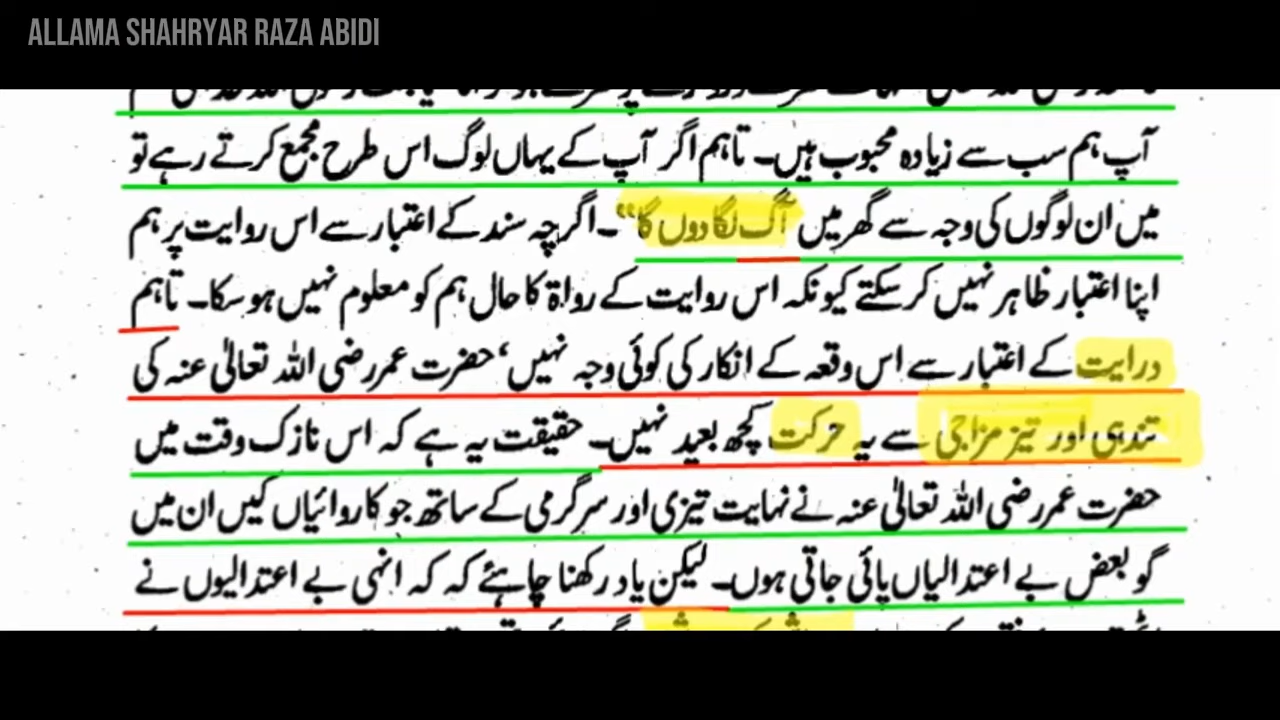 ALLAMA SHAHRYAR RAZA ABIDI
آپ ہم سب سے زیادہ محبوب ہیں۔ تاہم اگر آپ کے یہاں لوگ اس طرح مجمع کرتے رہے تو
میں ان لوگوں کی وجہ سے گھر میں آگ لگا دوں گا“۔ اگرچہ سند کے اعتبار سے اس روایت پر ہم
اپنا اعتبار ظاہر نہیں کر سکتے کیونکہ اس روایت کے رواۃ کا حال ہم کو معلوم نہیں ہو سکا۔ تاہم
درایت کے اعتبار سے اس واقعہ کے انکار کی کوئی وجہ نہیں‘ حضرت عمر رضی اللہ تعالیٰ عنہ کی
تندہی اور تیز مزاجی سے یہ حرکت کچھ بعید نہیں۔ حقیقت یہ ہے کہ اس نازک وقت میں
حضرت عمر رضی اللہ تعالیٰ عنہ نے نہایت تیزی اور سرگرمی کے ساتھ جو کاروائیاں کیں ان میں
گو بعض بے اعتدالیاں پائی جاتی ہوں۔ لیکن یاد رکھنا چاہئے کہ کہ انہی بے اعتدالیوں نے